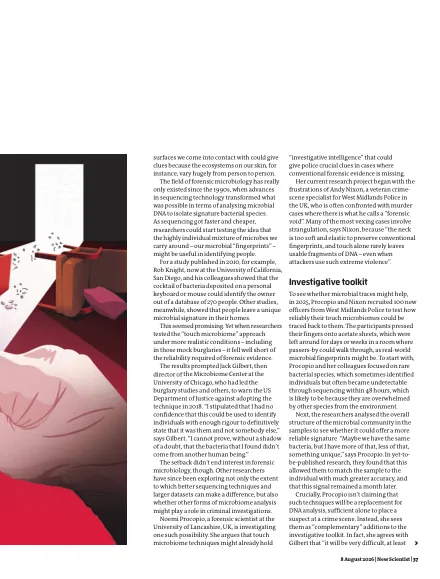 surfaces we come into contact with could give
clues because the ecosystems on our skin, for
instance, vary hugely from person to person.
The field of forensic microbiology has really
only existed since the 1990s, when advances
in sequencing technology transformed what
was possible in terms of analysing microbial
DNA to isolate signature bacterial species.
As sequencing got faster and cheaper,
researchers could start testing the idea that
the highly individual mixture of microbes we
carry around – our microbial “fingerprints” –
might be useful in identifying people.
For a study published in 2010, for example,
Rob Knight, now at the University of California,
San Diego, and his colleagues showed that the
cocktail of bacteria deposited on a personal
keyboard or mouse could identify the owner
out of a database of 270 people. Other studies,
meanwhile, showed that people leave a unique
microbial signature in their homes.
This seemed promising. Yet when researchers
tested the “touch microbiome” approach
under more realistic conditions – including
in those mock burglaries – it fell well short of
the reliability required of forensic evidence.
The results prompted Jack Gilbert, then
director of the Microbiome Center at the
University of Chicago, who had led the
burglary studies and others, to warn the US
Department of Justice against adopting the
technique in 2018. “I stipulated that I had no
confidence that this could be used to identify
individuals with enough rigour to definitively
state that it was them and not somebody else,”
says Gilbert. “I cannot prove, without a shadow
of a doubt, that the bacteria that I found didn’t
come from another human being.”
The setback didn’t end interest in forensic
microbiology, though. Other researchers
have since been exploring not only the extent
to which better sequencing techniques and
larger datasets can make a difference, but also
whether other forms of microbiome analysis
might play a role in criminal investigations.
Noemi Procopio, a forensic scientist at the
University of Lancashire, UK, is investigating
one such possibility. She argues that touch
microbiome techniques might already hold
“investigative intelligence” that could
give police crucial clues in cases where
conventional forensic evidence is missing.
Her current research project began with the
frustrations of Andy Nixon, a veteran crime-
scene specialist for West Midlands Police in
the UK, who is often confronted with murder
cases where there is what he calls a “forensic
void”. Many of the most vexing cases involve
strangulation, says Nixon, because “the neck
is too soft and elastic to preserve conventional
fingerprints, and touch alone rarely leaves
usable fragments of DNA – even when
attackers use such extreme violence”.
Investigative toolkit
To see whether microbial traces might help,
in 2025, Procopio and Nixon recruited 100 new
officers from West Midlands Police to test how
reliably their touch microbiomes could be
traced back to them. The participants pressed
their fingers onto acetate sheets, which were
left around for days or weeks in a room where
passers-by could walk through, as real-world
microbial fingerprints might be. To start with,
Procopio and her colleagues focused on rare
bacterial species, which sometimes identified
individuals but often became undetectable
through sequencing within 48 hours, which
is likely to be because they are overwhelmed
by other species from the environment.
Next, the researchers analysed the overall
structure of the microbial community in the
samples to see whether it could offer a more
reliable signature. “Maybe we have the same
bacteria, but I have more of that, less of that,
something unique,” says Procopio. In yet-to-
be-published research, they found that this
allowed them to match the sample to the
individual with much greater accuracy, and
that this signal remained a month later.
Crucially, Procopio isn’t claiming that
such techniques will be a replacement for
DNA analysis, sufficient alone to place a
suspect at a crime scene. Instead, she sees
them as “complementary” additions to the
investigative toolkit. In fact, she agrees with
Gilbert that “it will be very difficult, at least
8 August 2026 | New Scientist | 37